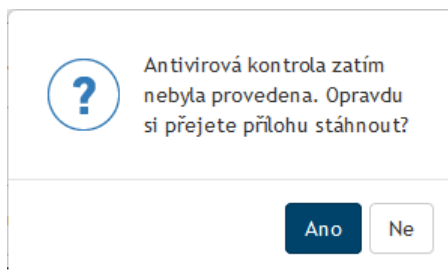 Antivirová kontrola zatím
nebyla provedena. Opravdu
si přejete přílohu stáhnout?
Ano
Ne